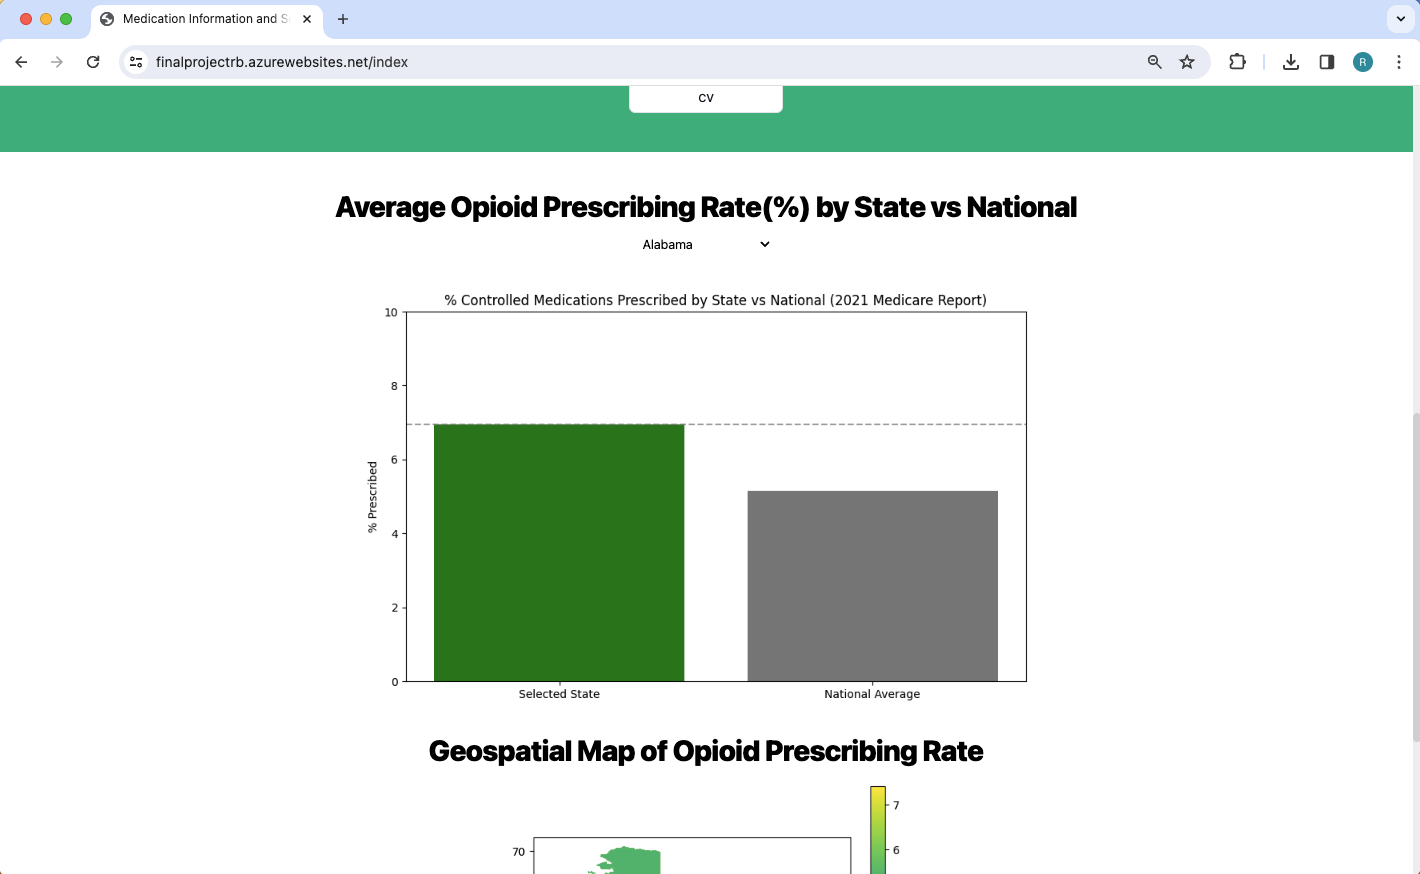 Medication Information and S
finalprojectrb.azurewebsites.net/index
R
CV
Average Opioid Prescribing Rate(%) by State vs National
Alabama
% Controlled Medications Prescribed by State vs National (2021 Medicare Report)
10
8
6
4
2
0
% Prescribed
Selected State
National Average
Geospatial Map of Opioid Prescribing Rate
7
6
70